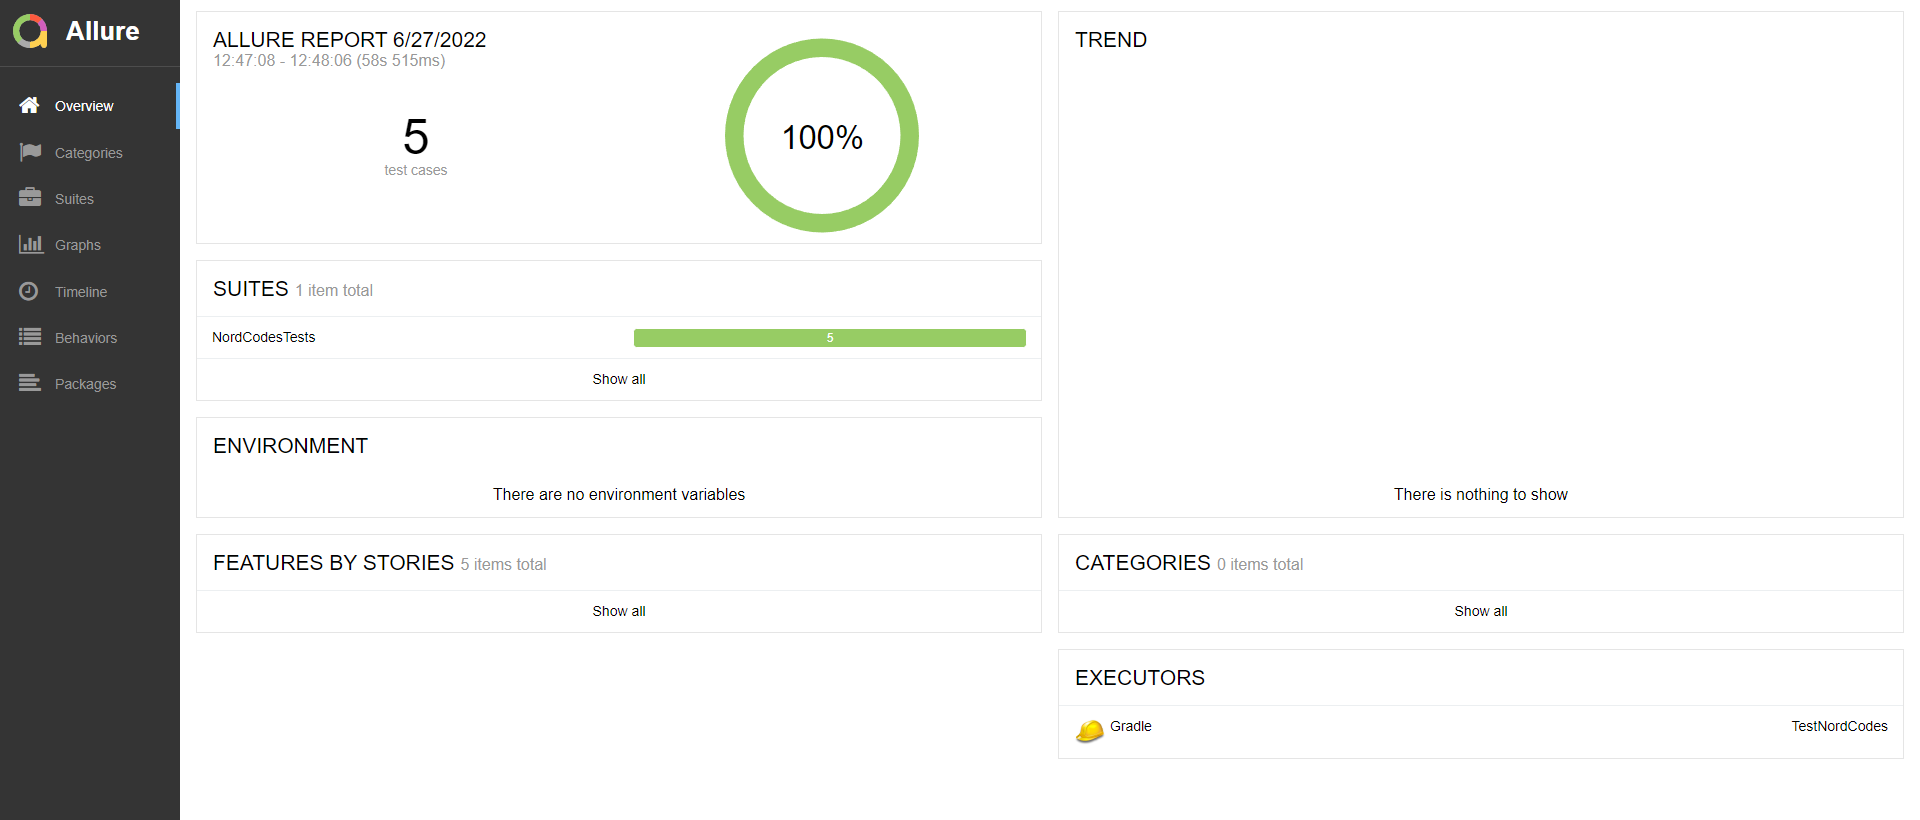 Allure
Overview
Categories
Suites
Graphs
Timeline
Behaviors
Packages
ALLURE REPORT 6/27/2022
12:47:08 - 12:48:06 (58s 515ms)
5
test cases
100%
SUITES 1 item total
NordCodesTests 5
Show all
ENVIRONMENT
There are no environment variables
FEATURES BY STORIES 5 items total
Show all
TREND
There is nothing to show
CATEGORIES 0 items total
Show all
EXECUTORS
Gradle TestNordCodes